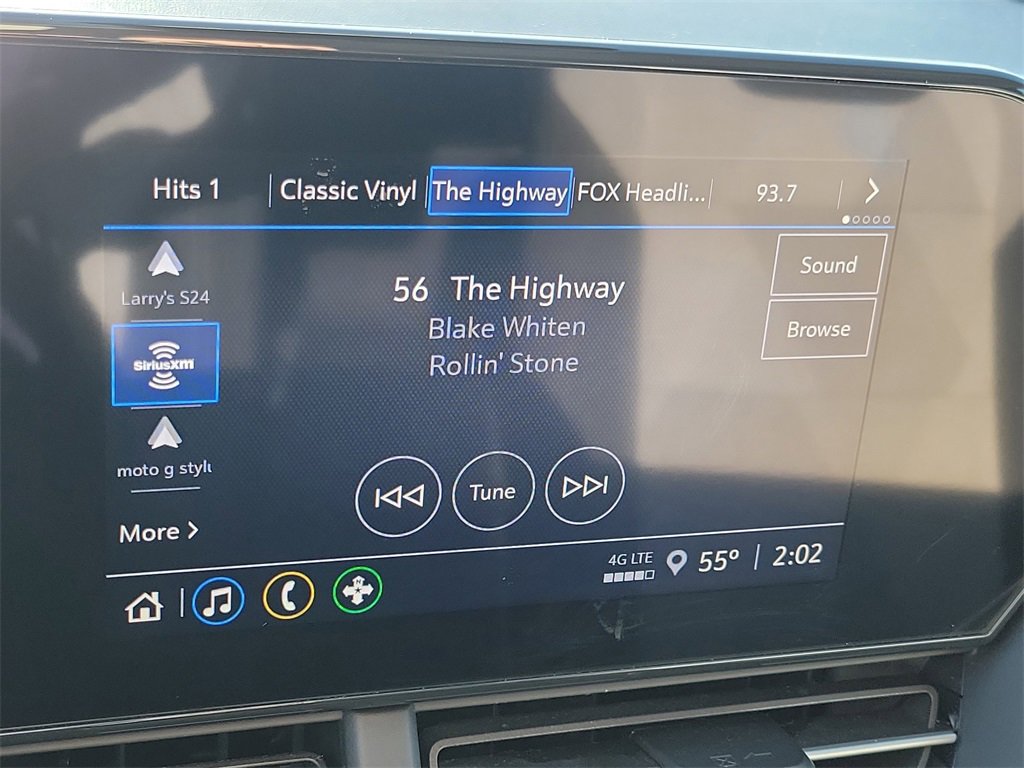 Hits 1
Classic Vinyl
The Highway
FOX Headli...
93.7
Larry's S24
56 The Highway
Blake Whiten
Rollin' Stone
Sound
Browse
SiriusXM
moto g styl
Tune
More
4G LTE
55° 2:02
N